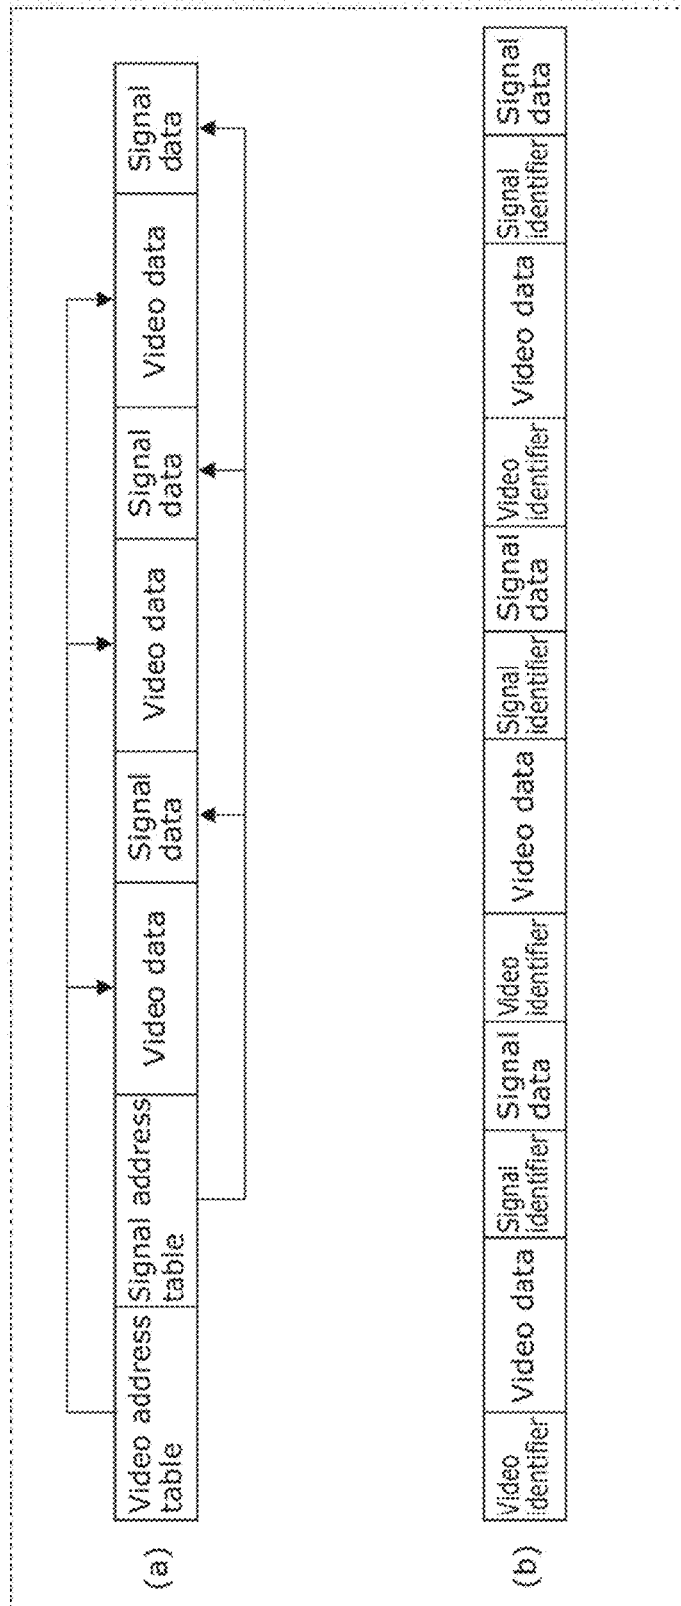 (a)
Video address
table
Signal address
table
Video data
Signal
data
Video data
Signal
data
Video data
Signal
data
(b)
Video
identifier
Video data
Signal
identifier
Signal
data
Video
identifier
Video data
Signal
identifier
Signal
data
Video
identifier
Video data
Signal
identifier
Signal
data